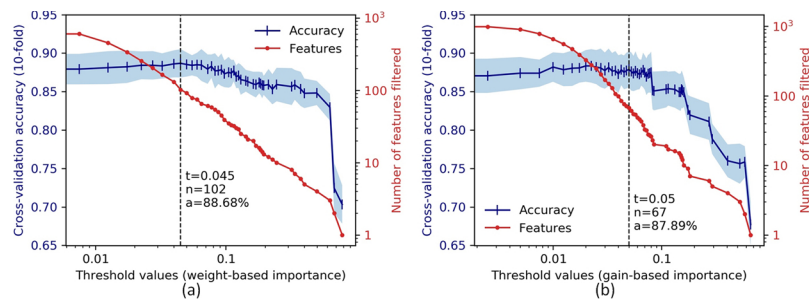 Cross-validation accuracy (10-fold)
0.95
0.90
0.85
0.80
0.75
0.70
0.65
0.01
0.1
Threshold values (weight-based importance)
Accuracy
Features
t=0.045
n=102
a=88.68%
10³
100
10
1
Number of features filtered
(a)
Cross-validation accuracy (10-fold)
0.95
0.90
0.85
0.80
0.75
0.70
0.65
0.01
0.1
Threshold values (gain-based importance)
Accuracy
Features
t=0.05
n=67
a=87.89%
10³
100
10
1
Number of features filtered
(b)